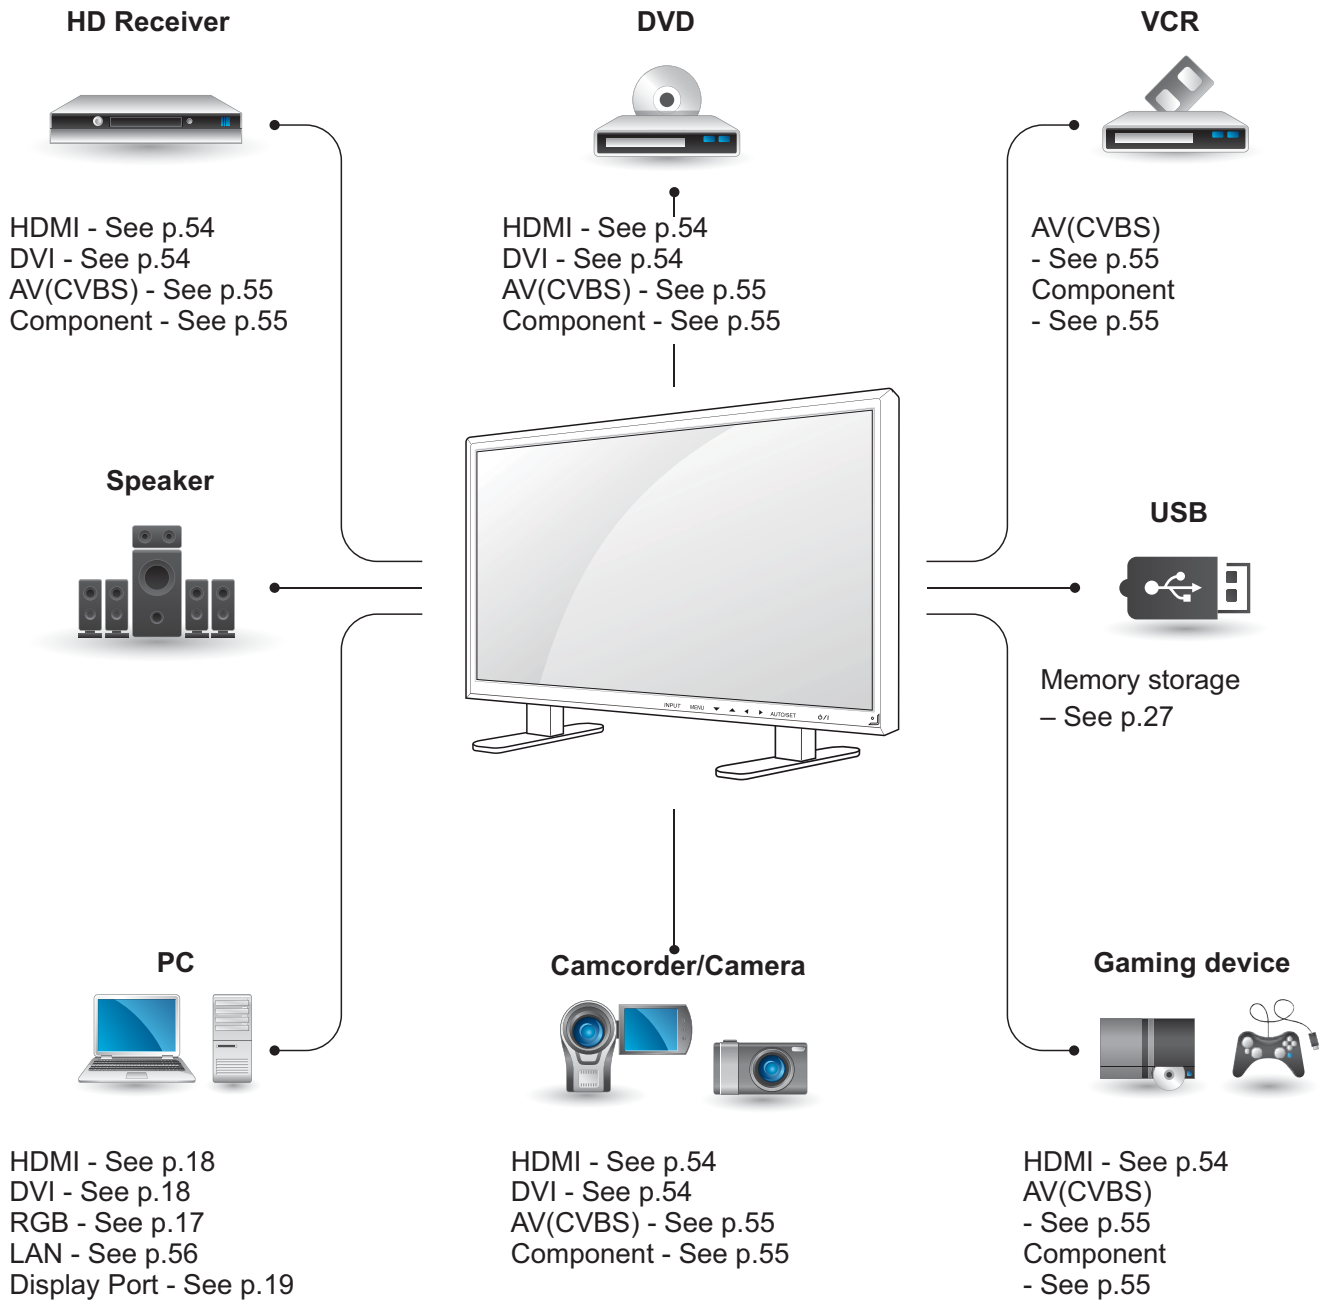 HD Receiver
HDMI - See p.54
DVI - See p.54
AV(CVBS) - See p.55
Component - See p.55
DVD
HDMI - See p.54
DVI - See p.54
AV(CVBS) - See p.55
Component - See p.55
VCR
AV(CVBS)
- See p.55
Component
- See p.55
Speaker
USB
Memory storage
– See p.27
INPUT MENU AUTO/SET
PC
HDMI - See p.18
DVI - See p.18
RGB - See p.17
LAN - See p.56
Display Port - See p.19
Camcorder/Camera
HDMI - See p.54
DVI - See p.54
AV(CVBS) - See p.55
Component - See p.55
Gaming device
HDMI - See p.54
AV(CVBS)
- See p.55
Component
- See p.55